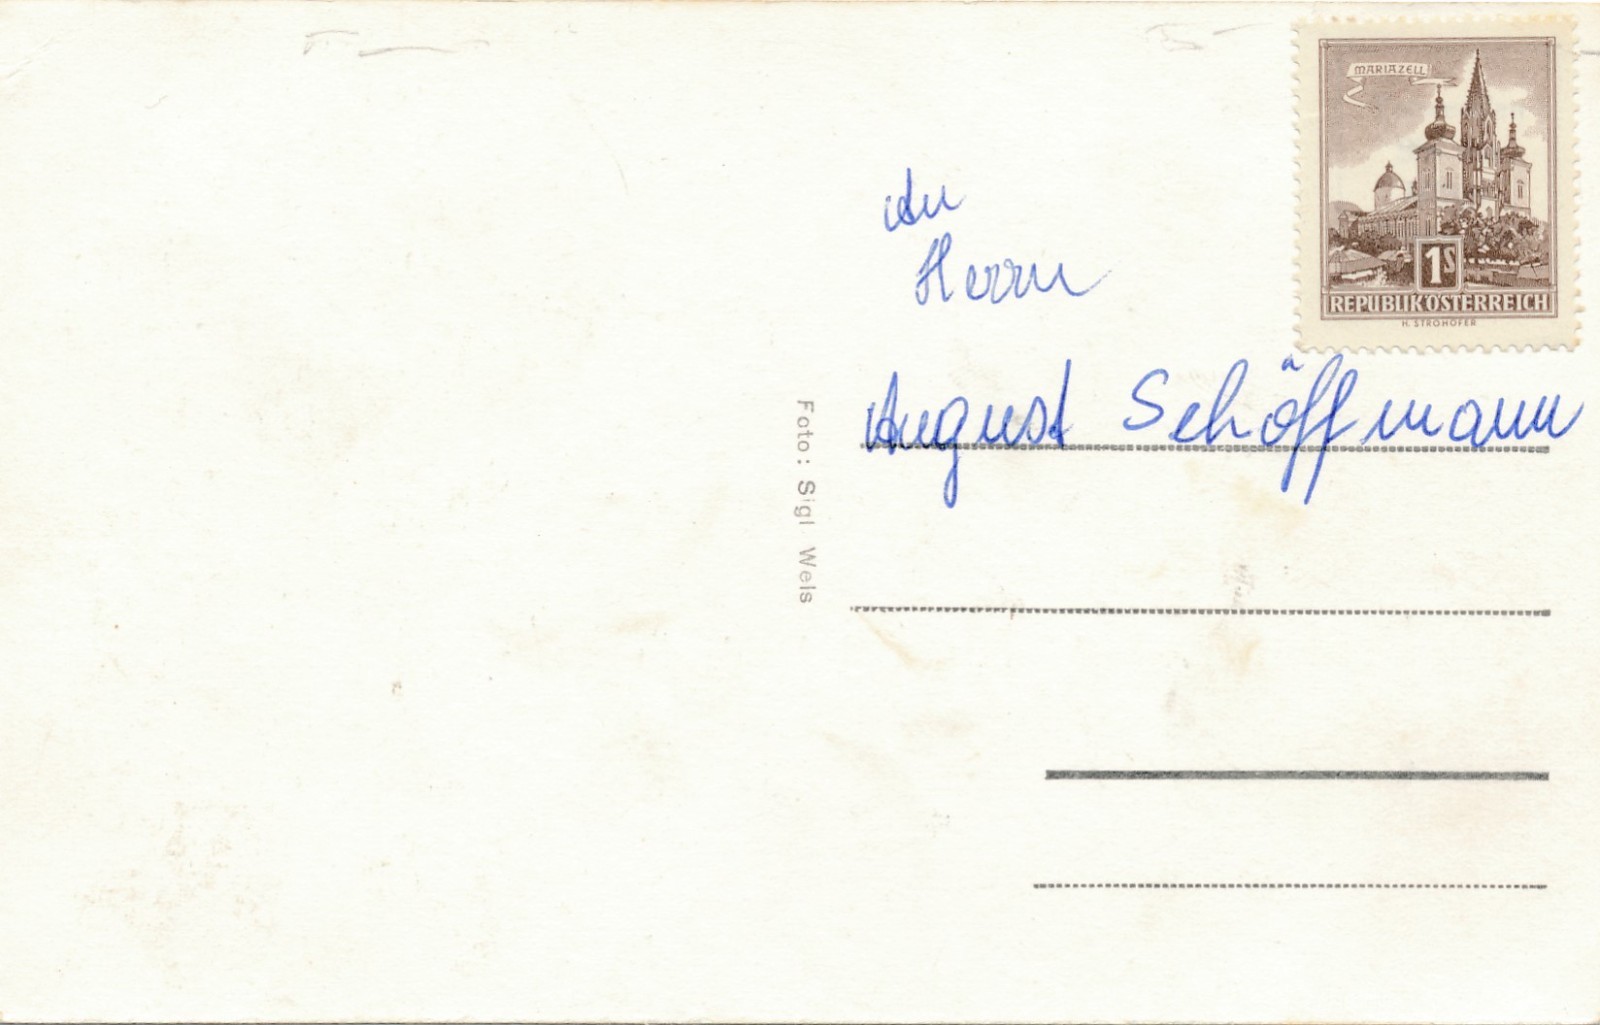 MARIAZELL
1S
REPUBLIK ÖSTERREICH
H. STROHOFER
An
Herrn
August Schöffmann
Foto: Sigl Wels